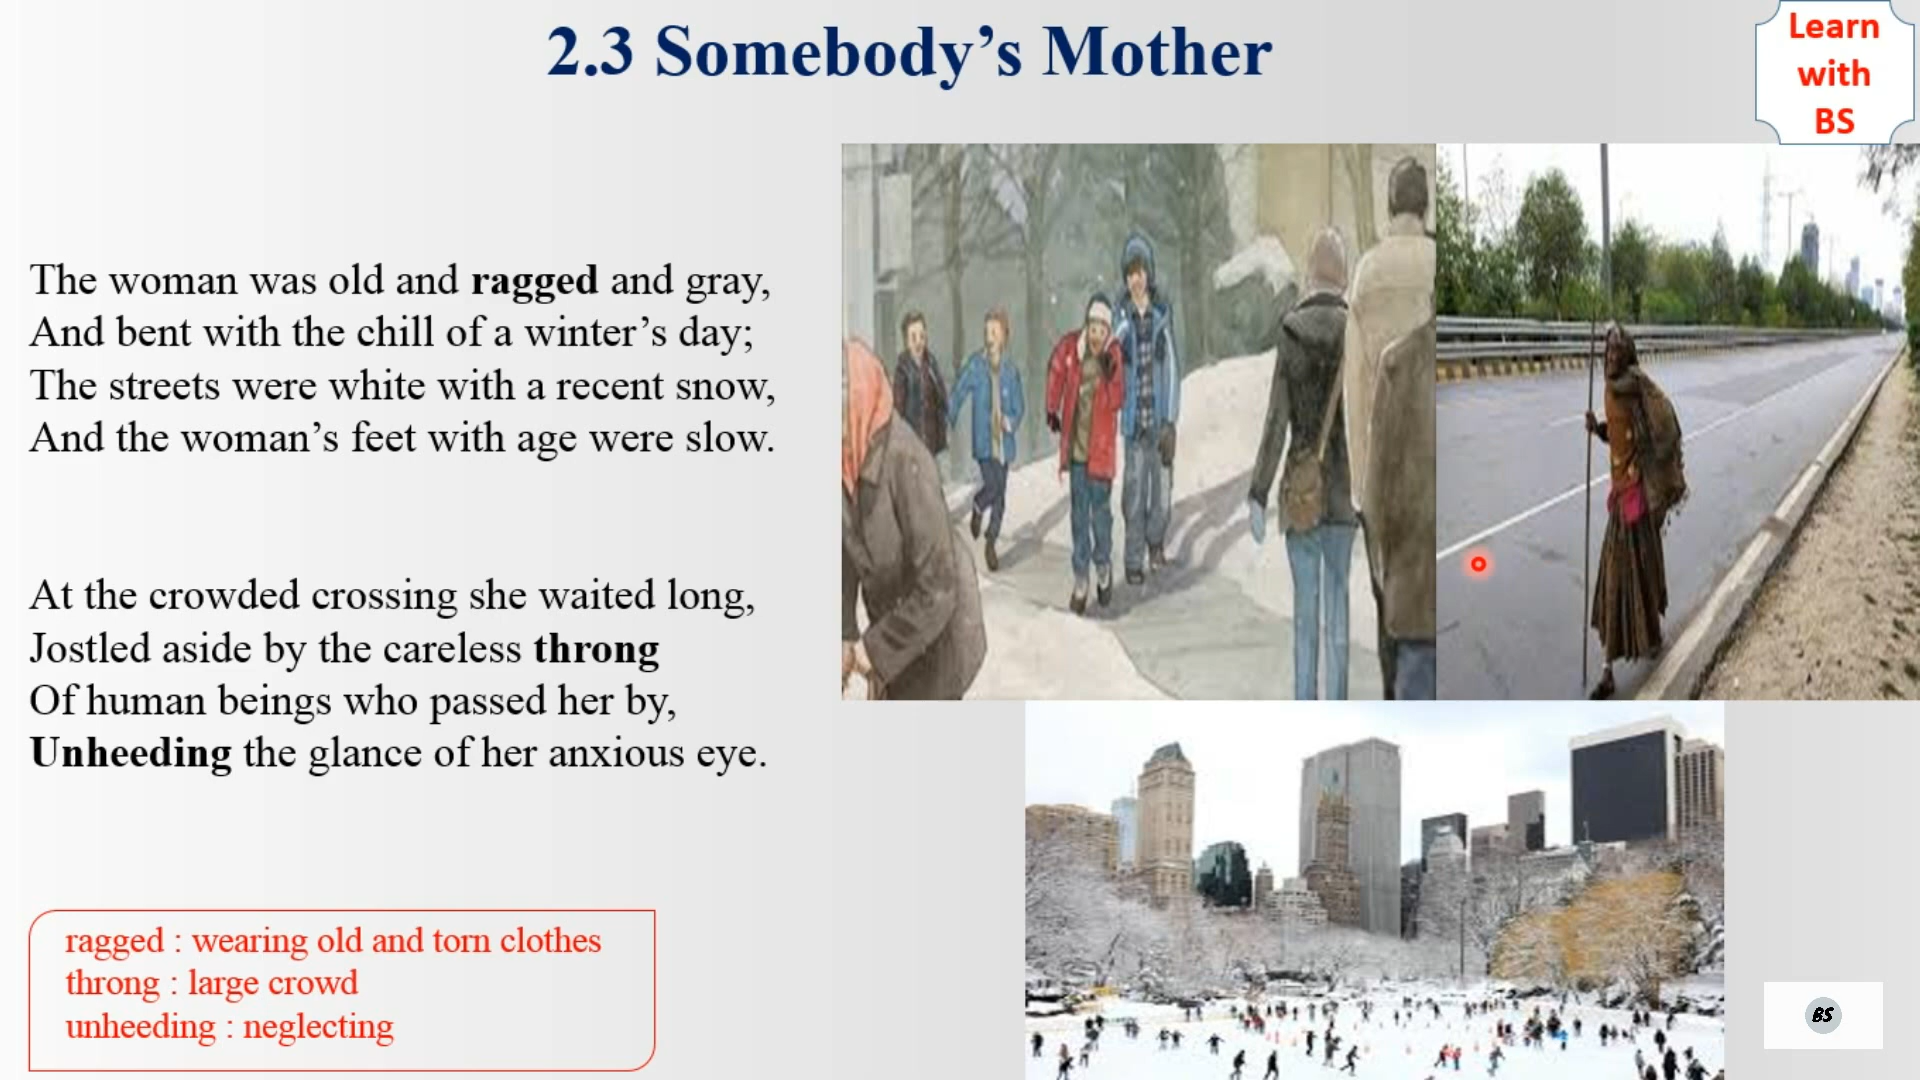 2.3 Somebody’s Mother
Learn
with
BS
The woman was old and ragged and gray,
And bent with the chill of a winter’s day;
The streets were white with a recent snow,
And the woman’s feet with age were slow.
At the crowded crossing she waited long,
Jostled aside by the careless throng
Of human beings who passed her by,
Unheeding the glance of her anxious eye.
ragged : wearing old and torn clothes
throng : large crowd
unheeding : neglecting
BS